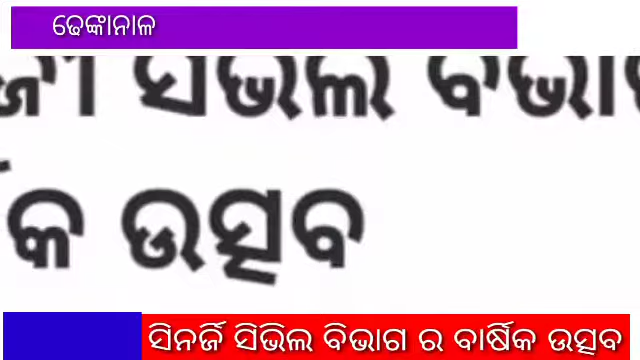 ଢେଙ୍କାନାଳ
ସିଭିଲ
ଉତ୍ସବ
ସିନର୍ଜି ସିଭିଲ ବିଭାଗ ର ବାର୍ଷିକ ଉତ୍ସବ